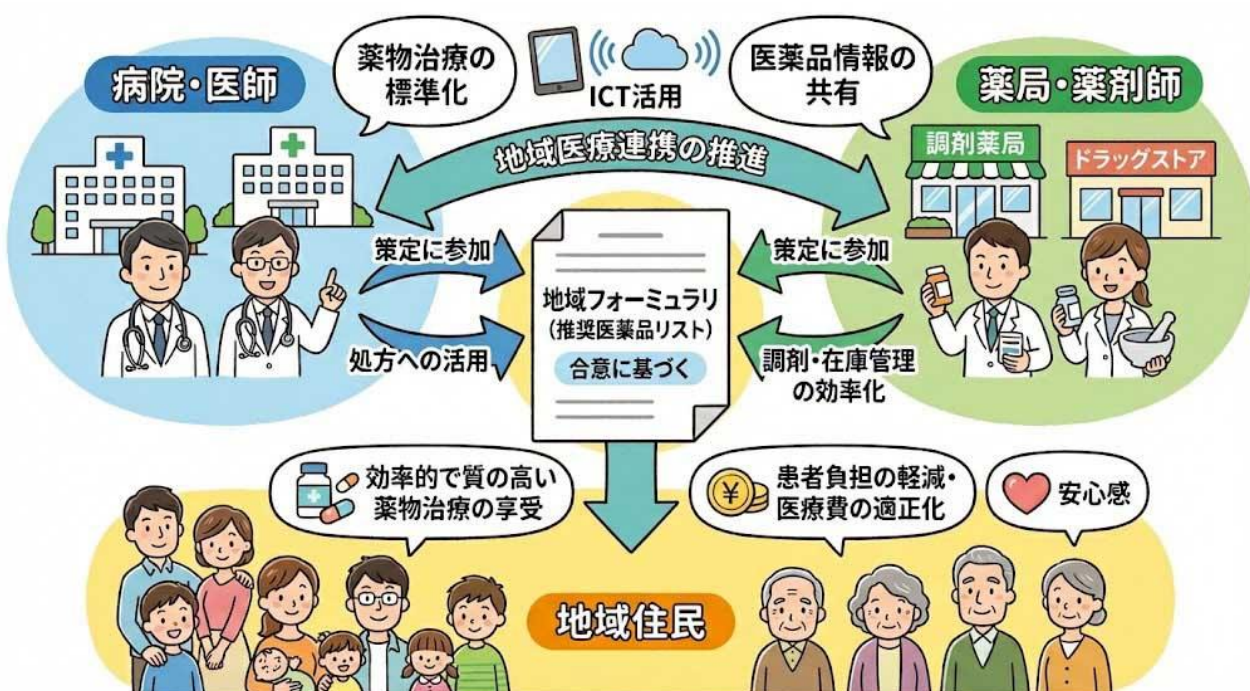 病院・医師
薬物治療の
標準化
ICT活用
医薬品情報の
共有
薬局・薬剤師
調剤薬局
ドラッグストア
地域医療連携の推進
策定に参加
処方への活用
地域フォーミュラリ
(推奨医薬品リスト)
合意に基づく
策定に参加
調剤・在庫管理
の効率化
効率的で質の高い
薬物治療の享受
¥
患者負担の軽減・
医療費の適正化
安心感
地域住民